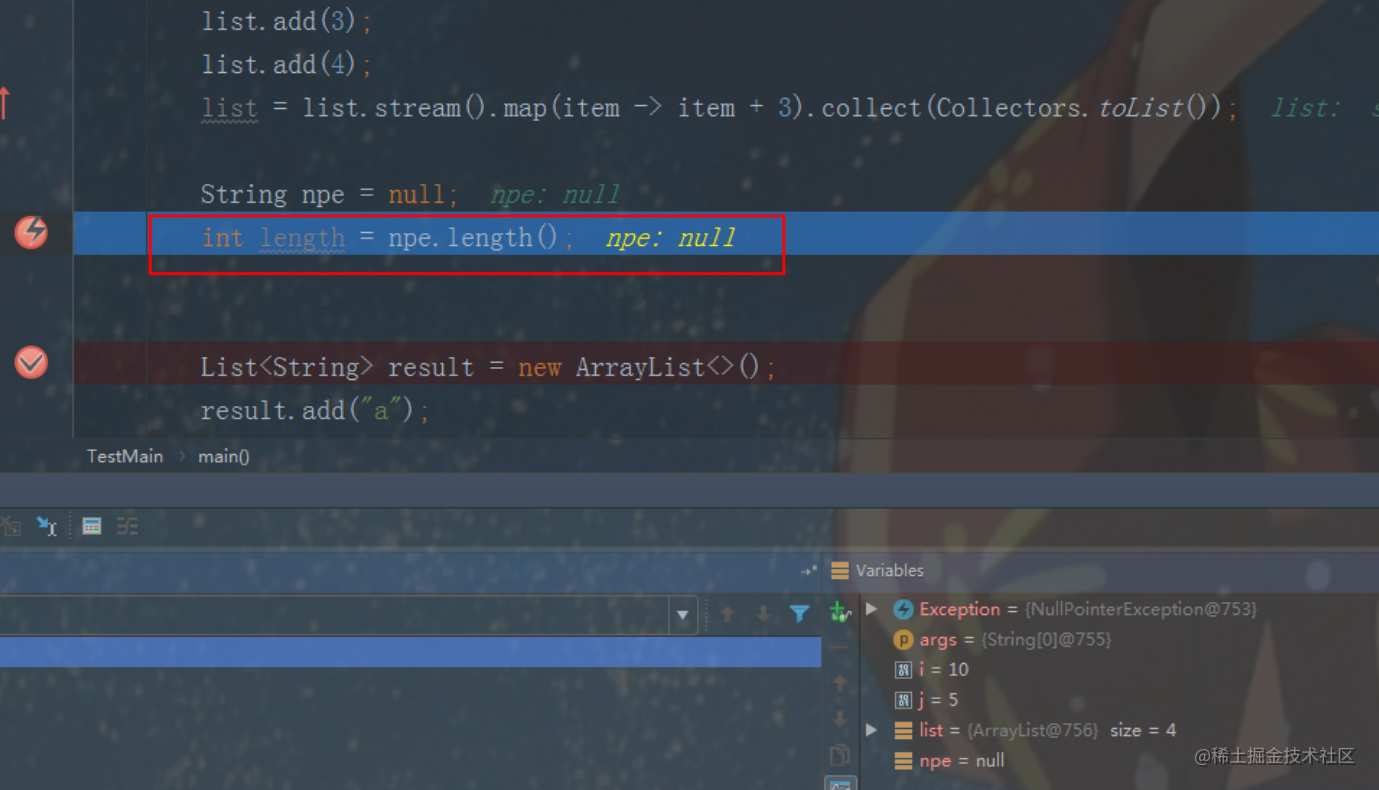 list.add(3);
list.add(4);
list = list.stream().map(item -> item + 3).collect(Collectors.toList()); list:
String npe = null; npe: null
int length = npe.length(); npe: null
List<String> result = new ArrayList<>();
result.add("a");
TestMain > main()
Variables
Exception = {NullPointerException@753}
args = {String[0]@755}
i = 10
j = 5
list = {ArrayList@756} size = 4
npe = null
@稀土掘金技术社区